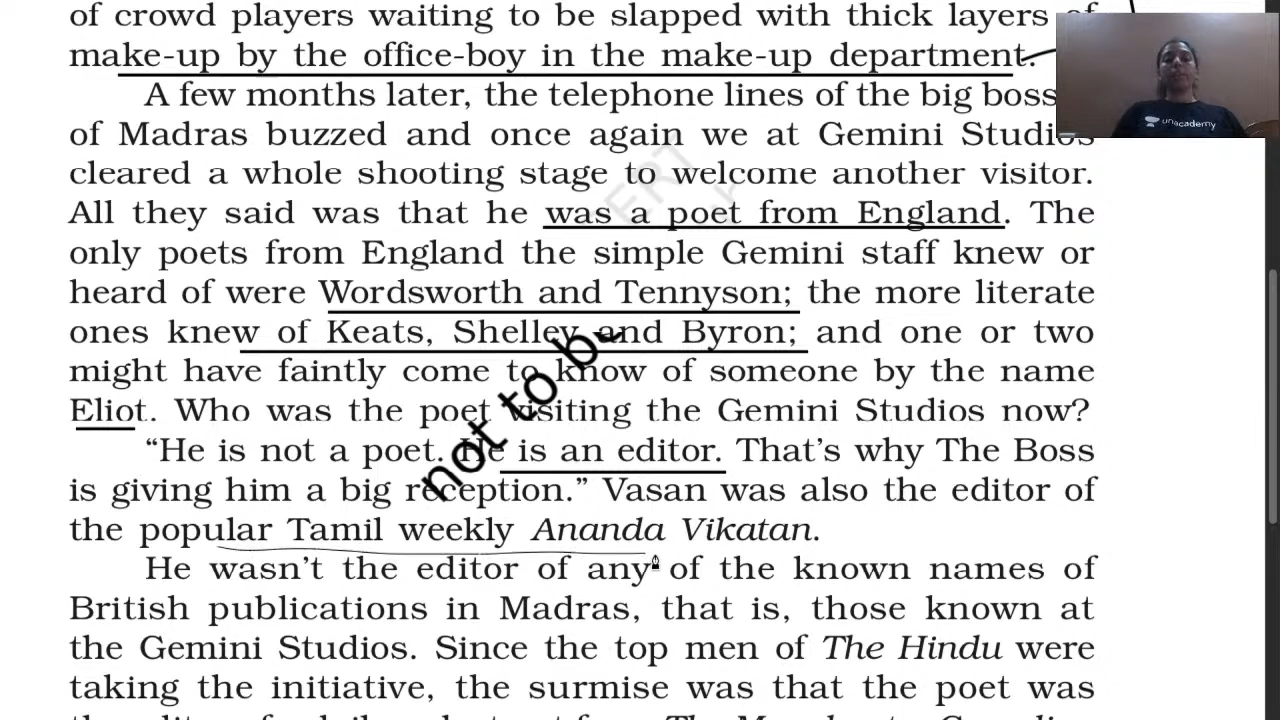 of crowd players waiting to be slapped with thick layers of
make-up by the office-boy in the make-up department.
A few months later, the telephone lines of the big boss
of Madras buzzed and once again we at Gemini Studios
cleared a whole shooting stage to welcome another visitor.
All they said was that he was a poet from England. The
only poets from England the simple Gemini staff knew or
heard of were Wordsworth and Tennyson; the more literate
ones knew of Keats, Shelley and Byron; and one or two
might have faintly come to know of someone by the name
Eliot. Who was the poet visiting the Gemini Studios now?
“He is not a poet. He is an editor. That’s why The Boss
is giving him a big reception.” Vasan was also the editor of
the popular Tamil weekly Ananda Vikatan.
He wasn’t the editor of any of the known names of
British publications in Madras, that is, those known at
the Gemini Studios. Since the top men of The Hindu were
taking the initiative, the surmise was that the poet was
not to b
unacademy